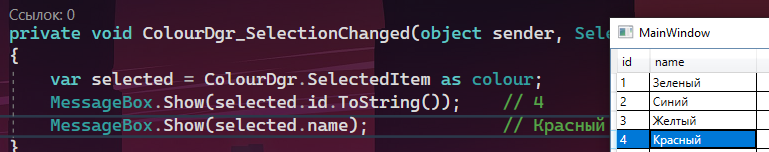 Ссылок: 0
private void ColourDgr_SelectionChanged(object sender, Sele
{
var selected = ColourDgr.SelectedItem as colour;
MessageBox.Show(selected.id.ToString());    // 4
MessageBox.Show(selected.name);             // Красный
MainWindow
id name
1 Зеленый
2 Синий
3 Желтый
4 Красный